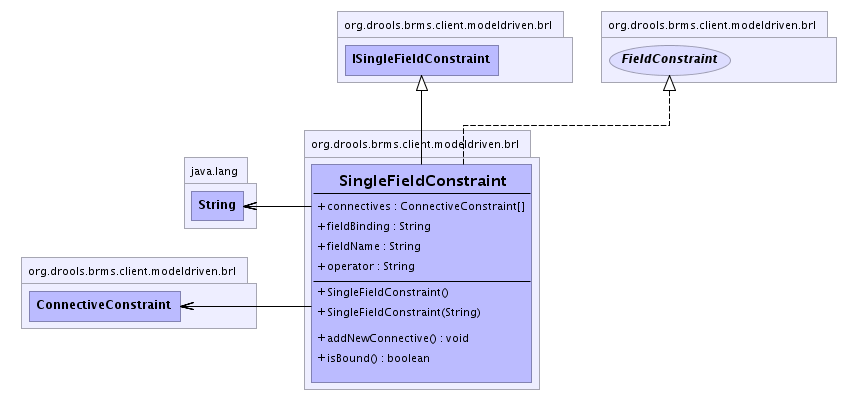 org.drools.brms.client.modeldriven.brl
ISingleFieldConstraint
org.drools.brms.client.modeldriven.brl
FieldConstraint
org.drools.brms.client.modeldriven.brl
SingleFieldConstraint
+ connectives : ConnectiveConstraint[]
+ fieldBinding : String
+ fieldName : String
+ operator : String
+ SingleFieldConstraint()
+ SingleFieldConstraint(String)
+ addNewConnective() : void
+ isBound() : boolean
java.lang
String
org.drools.brms.client.modeldriven.brl
ConnectiveConstraint